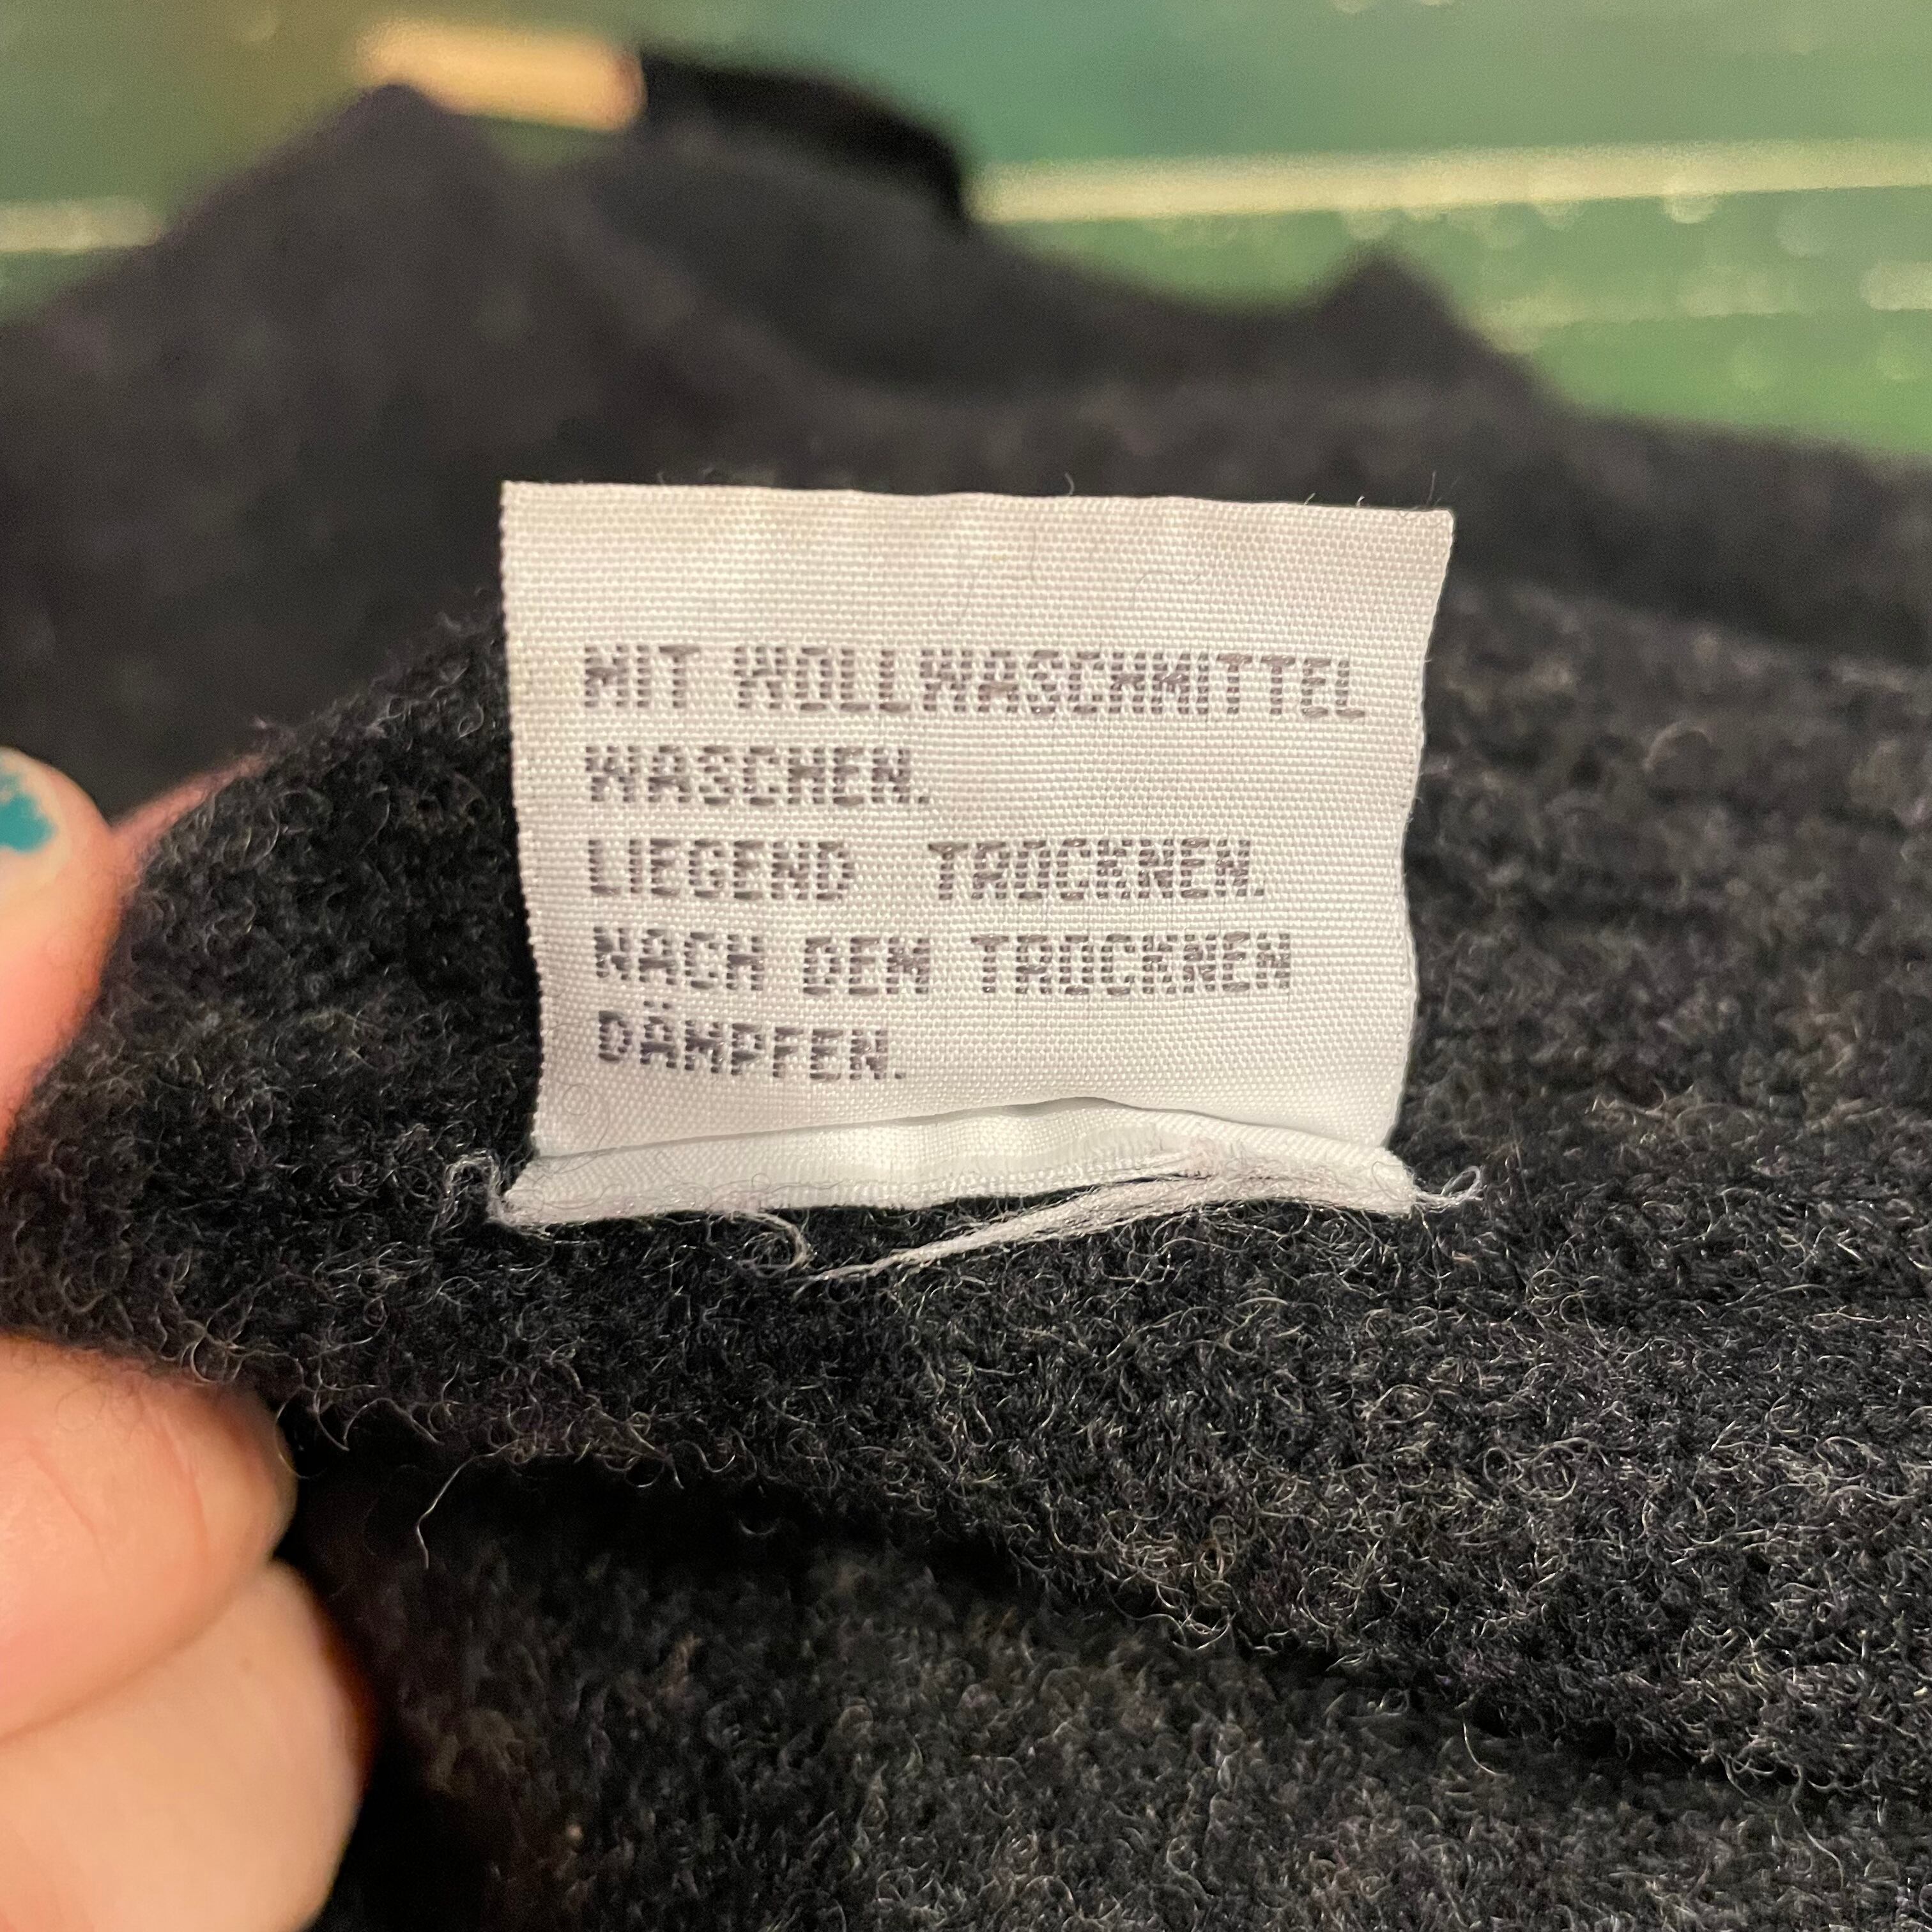 MIT WOLLWASCHMITTEL
WASCHEN.
LIEGEND TROCKNEN.
NACH DEM TROCKNEN
DÄMPFEN.